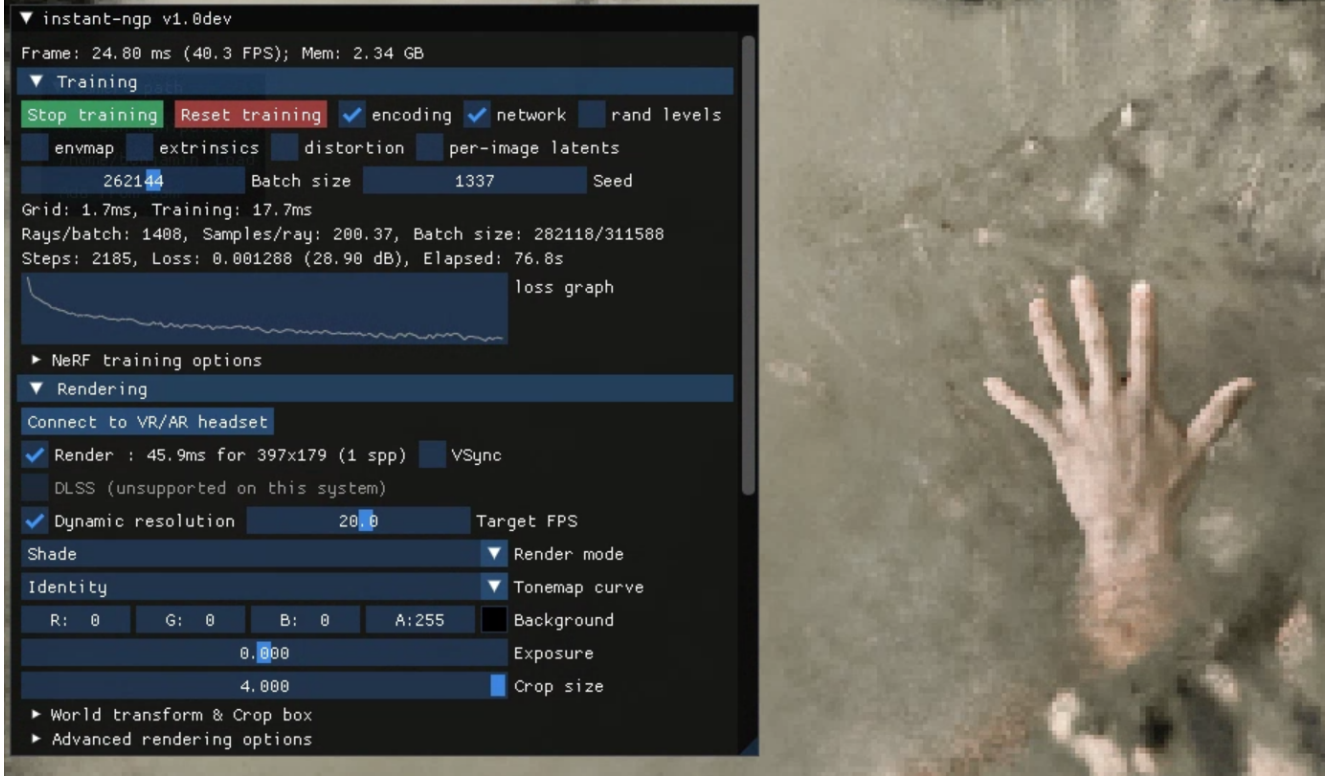 instant-ngp v1.0dev
Frame: 24.80 ms (40.3 FPS); Mem: 2.34 GB
Training
Stop training Reset training encoding network rand levels
envmap extrinsics distortion per-image latents
262144 Batch size 1337 Seed
Grid: 1.7ms, Training: 17.7ms
Rays/batch: 1408, Samples/ray: 200.37, Batch size: 282118/311588
Steps: 2185, Loss: 0.001288 (28.90 dB), Elapsed: 76.8s
loss graph
NeRF training options
Rendering
Connect to VR/AR headset
Render : 45.9ms for 397x179 (1 spp) VSync
DLSS (unsupported on this system)
Dynamic resolution 20.0 Target FPS
Shade Render mode
Identity Tonemap curve
R: 0 G: 0 B: 0 A:255 Background
0.000 Exposure
4.000 Crop size
World transform & Crop box
Advanced rendering options